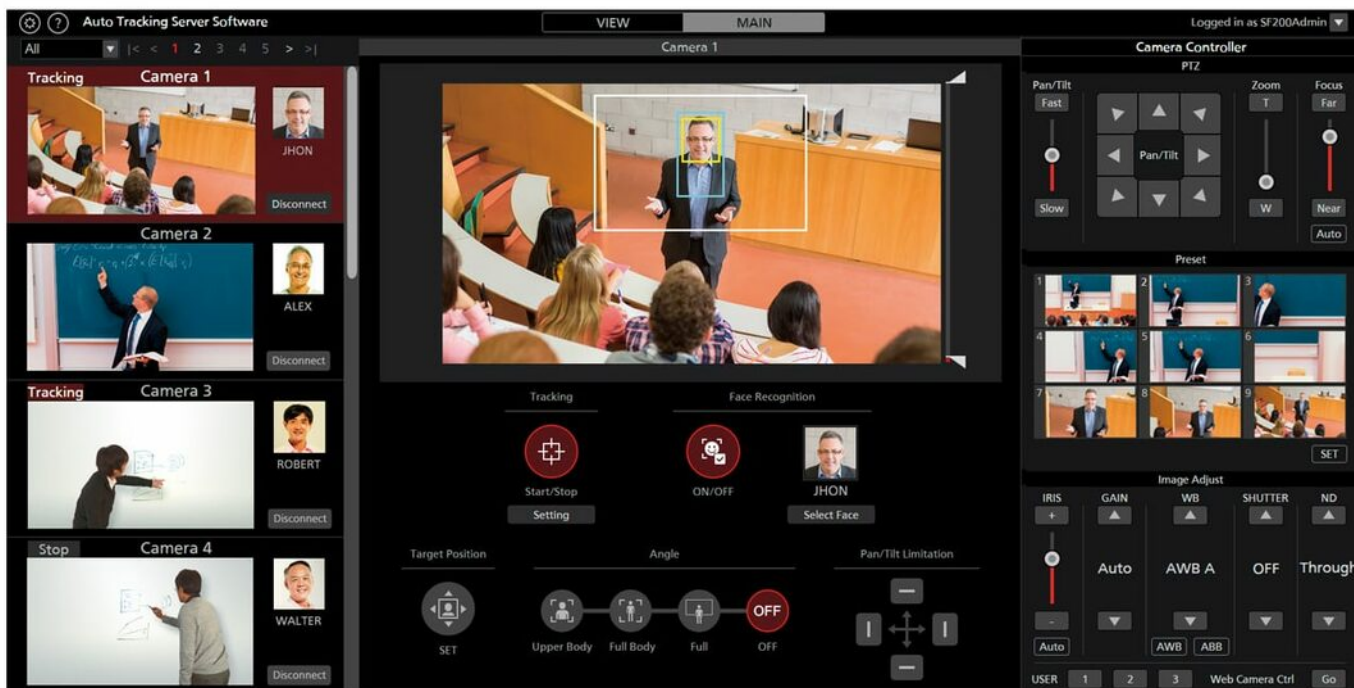 Auto Tracking Server Software
VIEW
MAIN
Logged in as SF200Admin
All
|< < 1 2 3 4 5 > >|
Tracking
Camera 1
JHON
Disconnect
Camera 2
ALEX
Disconnect
Tracking
Camera 3
ROBERT
Disconnect
Stop
Camera 4
WALTER
Disconnect
Camera 1
Tracking
Start/Stop
Setting
Face Recognition
ON/OFF
JHON
Select Face
Target Position
SET
Angle
Upper Body
Full Body
Full
OFF
OFF
Pan/Tilt Limitation
Camera Controller
PTZ
Pan/Tilt
Fast
Slow
Pan/Tilt
Zoom
T
W
Focus
Far
Near
Auto
Preset
1 2 3
4 5 6
7 8 9
SET
Image Adjust
IRIS
+
-
Auto
GAIN
Auto
WB
AWB A
AWB ABB
SHUTTER
OFF
ND
Through
USER 1 2 3 Web Camera Ctrl Go